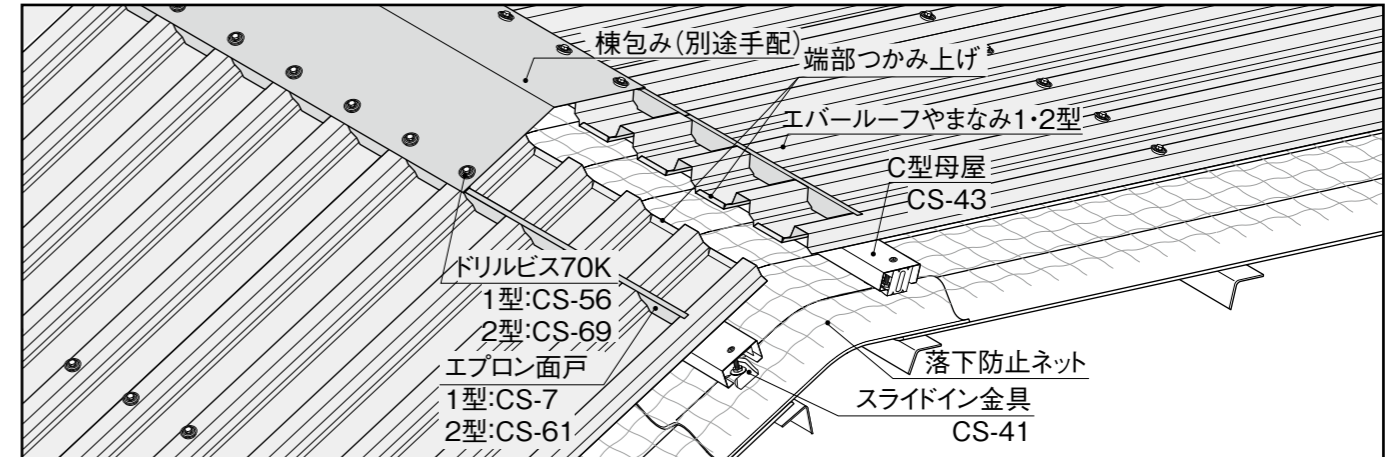 棟包み(別途手配)
端部つかみ上げ
エバールーフやまなみ1・2型
C型母屋
CS-43
ドリルビス70K
1型:CS-56
2型:CS-69
エプロン面戸
1型:CS-7
2型:CS-61
落下防止ネット
スライドイン金具
CS-41